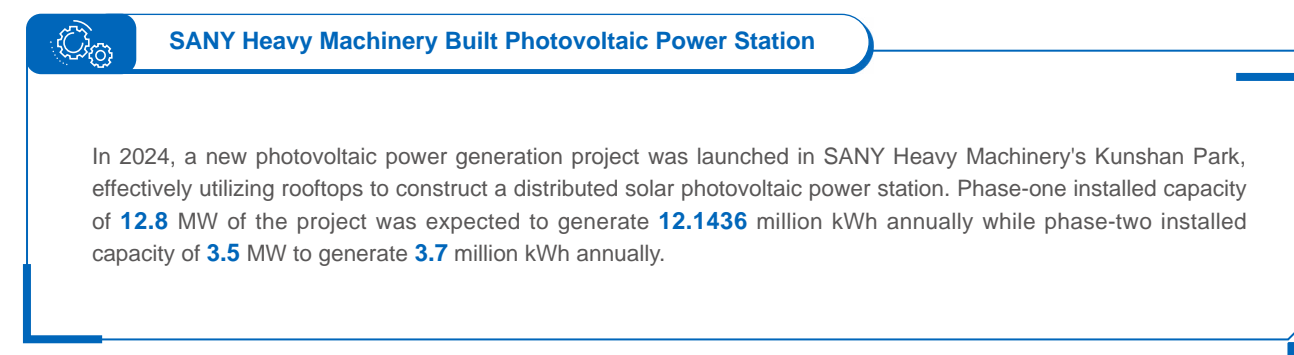 SANY Heavy Machinery Built Photovoltaic Power Station
In 2024, a new photovoltaic power generation project was launched in SANY Heavy Machinery's Kunshan Park,
effectively utilizing rooftops to construct a distributed solar photovoltaic power station. Phase-one installed capacity
of 12.8 MW of the project was expected to generate 12.1436 million kWh annually while phase-two installed
capacity of 3.5 MW to generate 3.7 million kWh annually.